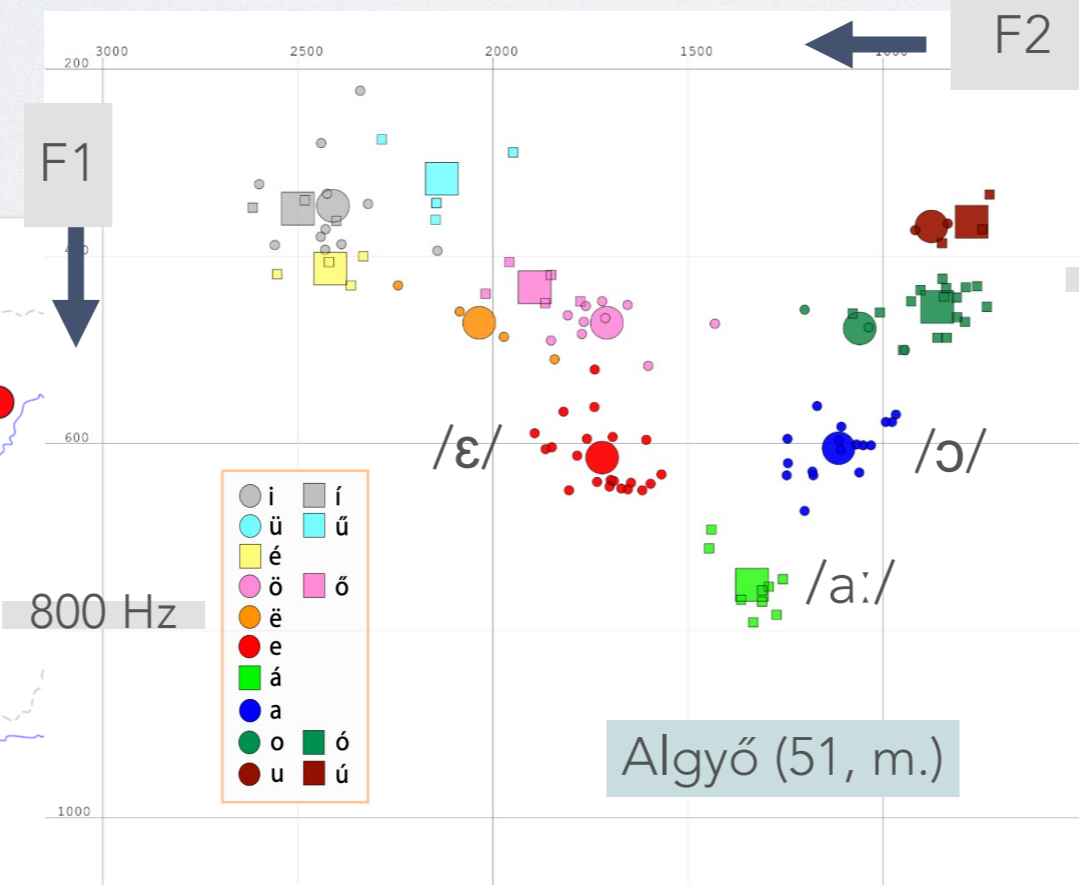 F2
3000 2500 2000 1500
200
F1
/ɛ/ /ɔ/
600
i í
ü ű
é
ö ő
ë
e
á
a
o ó
u ú
/aː/
800 Hz
Algyő (51, m.)
1000